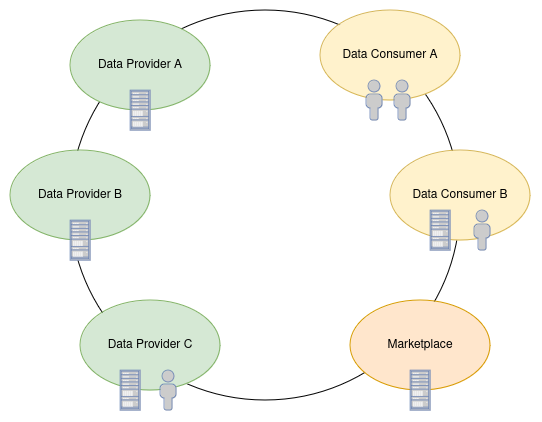 Data Provider A
Data Consumer A
Data Provider B
Data Consumer B
Data Provider C
Marketplace